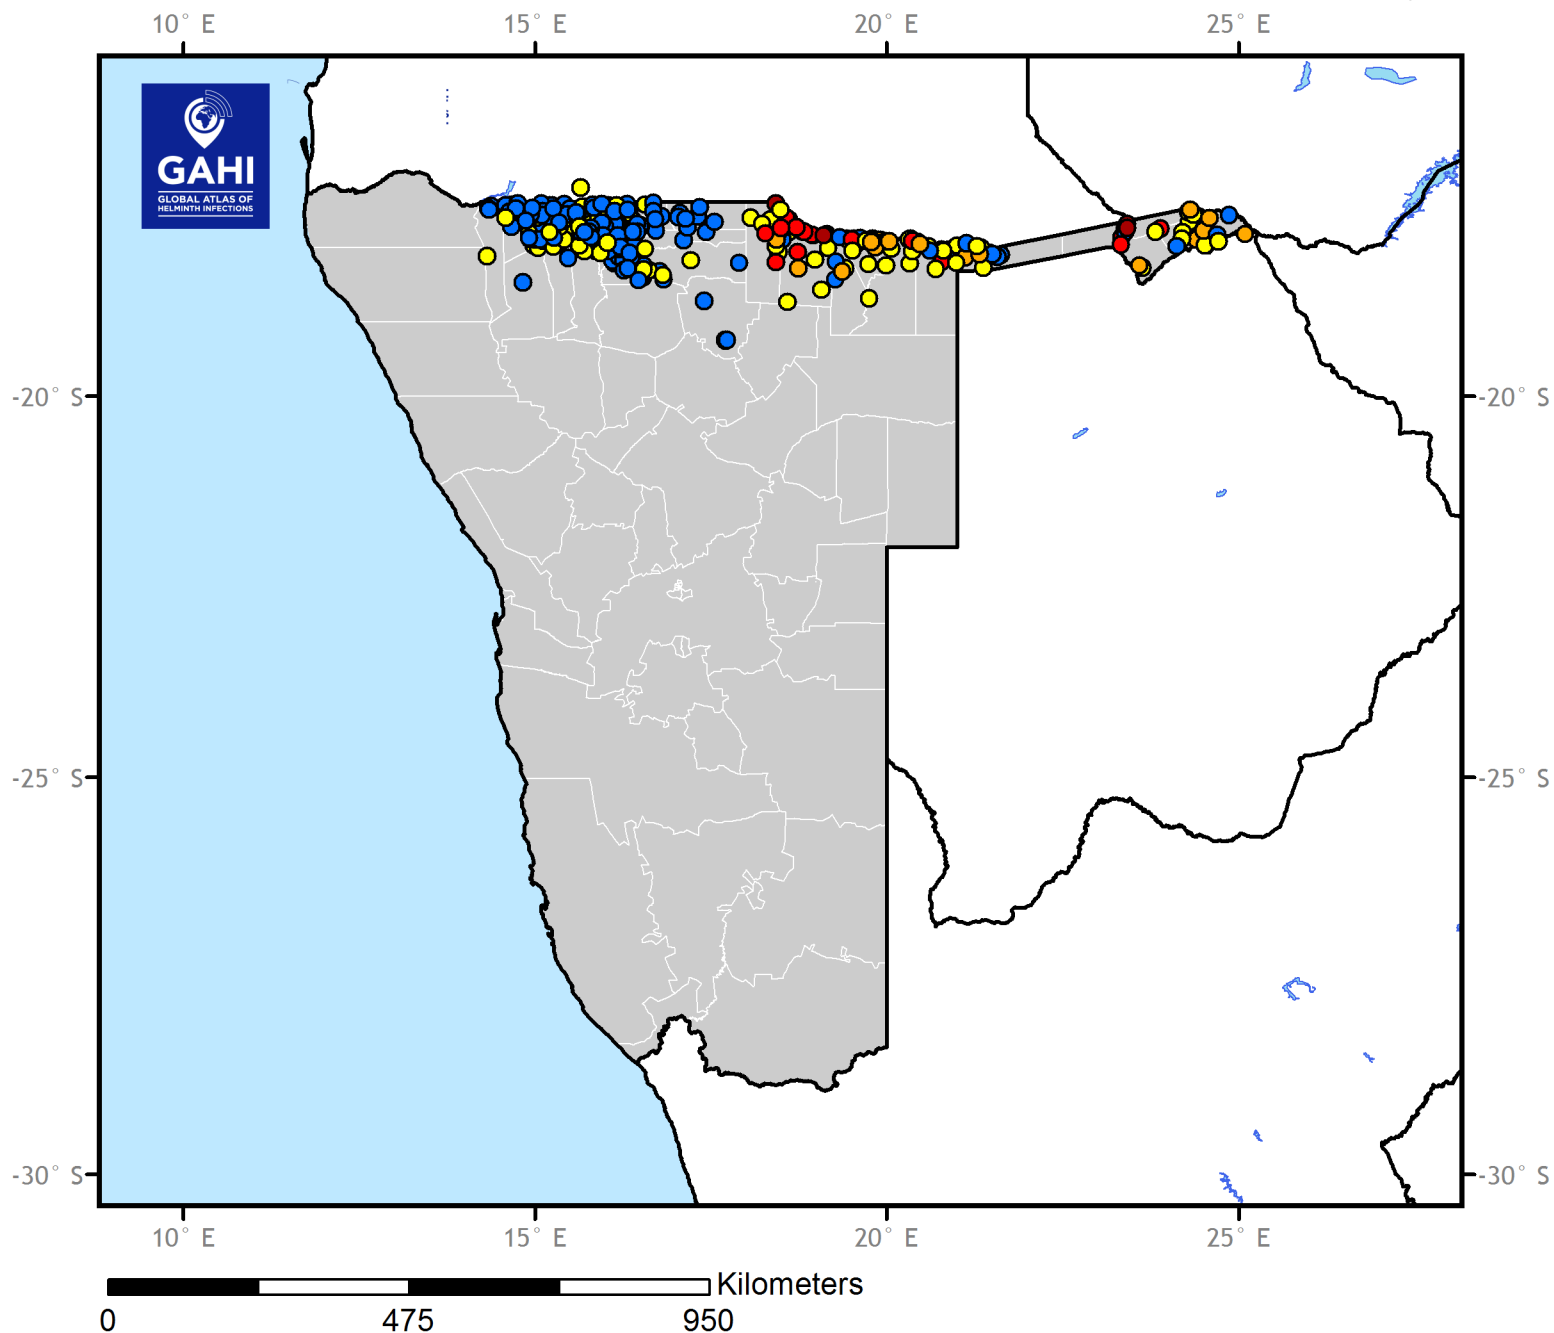 10° E 15° E 20° E 25° E
GAHI
GLOBAL ATLAS OF
HELMINTH INFECTIONS
-20° S -20° S
-25° S -25° S
-30° S -30° S
10° E 15° E 20° E 25° E
Kilometers
0 475 950